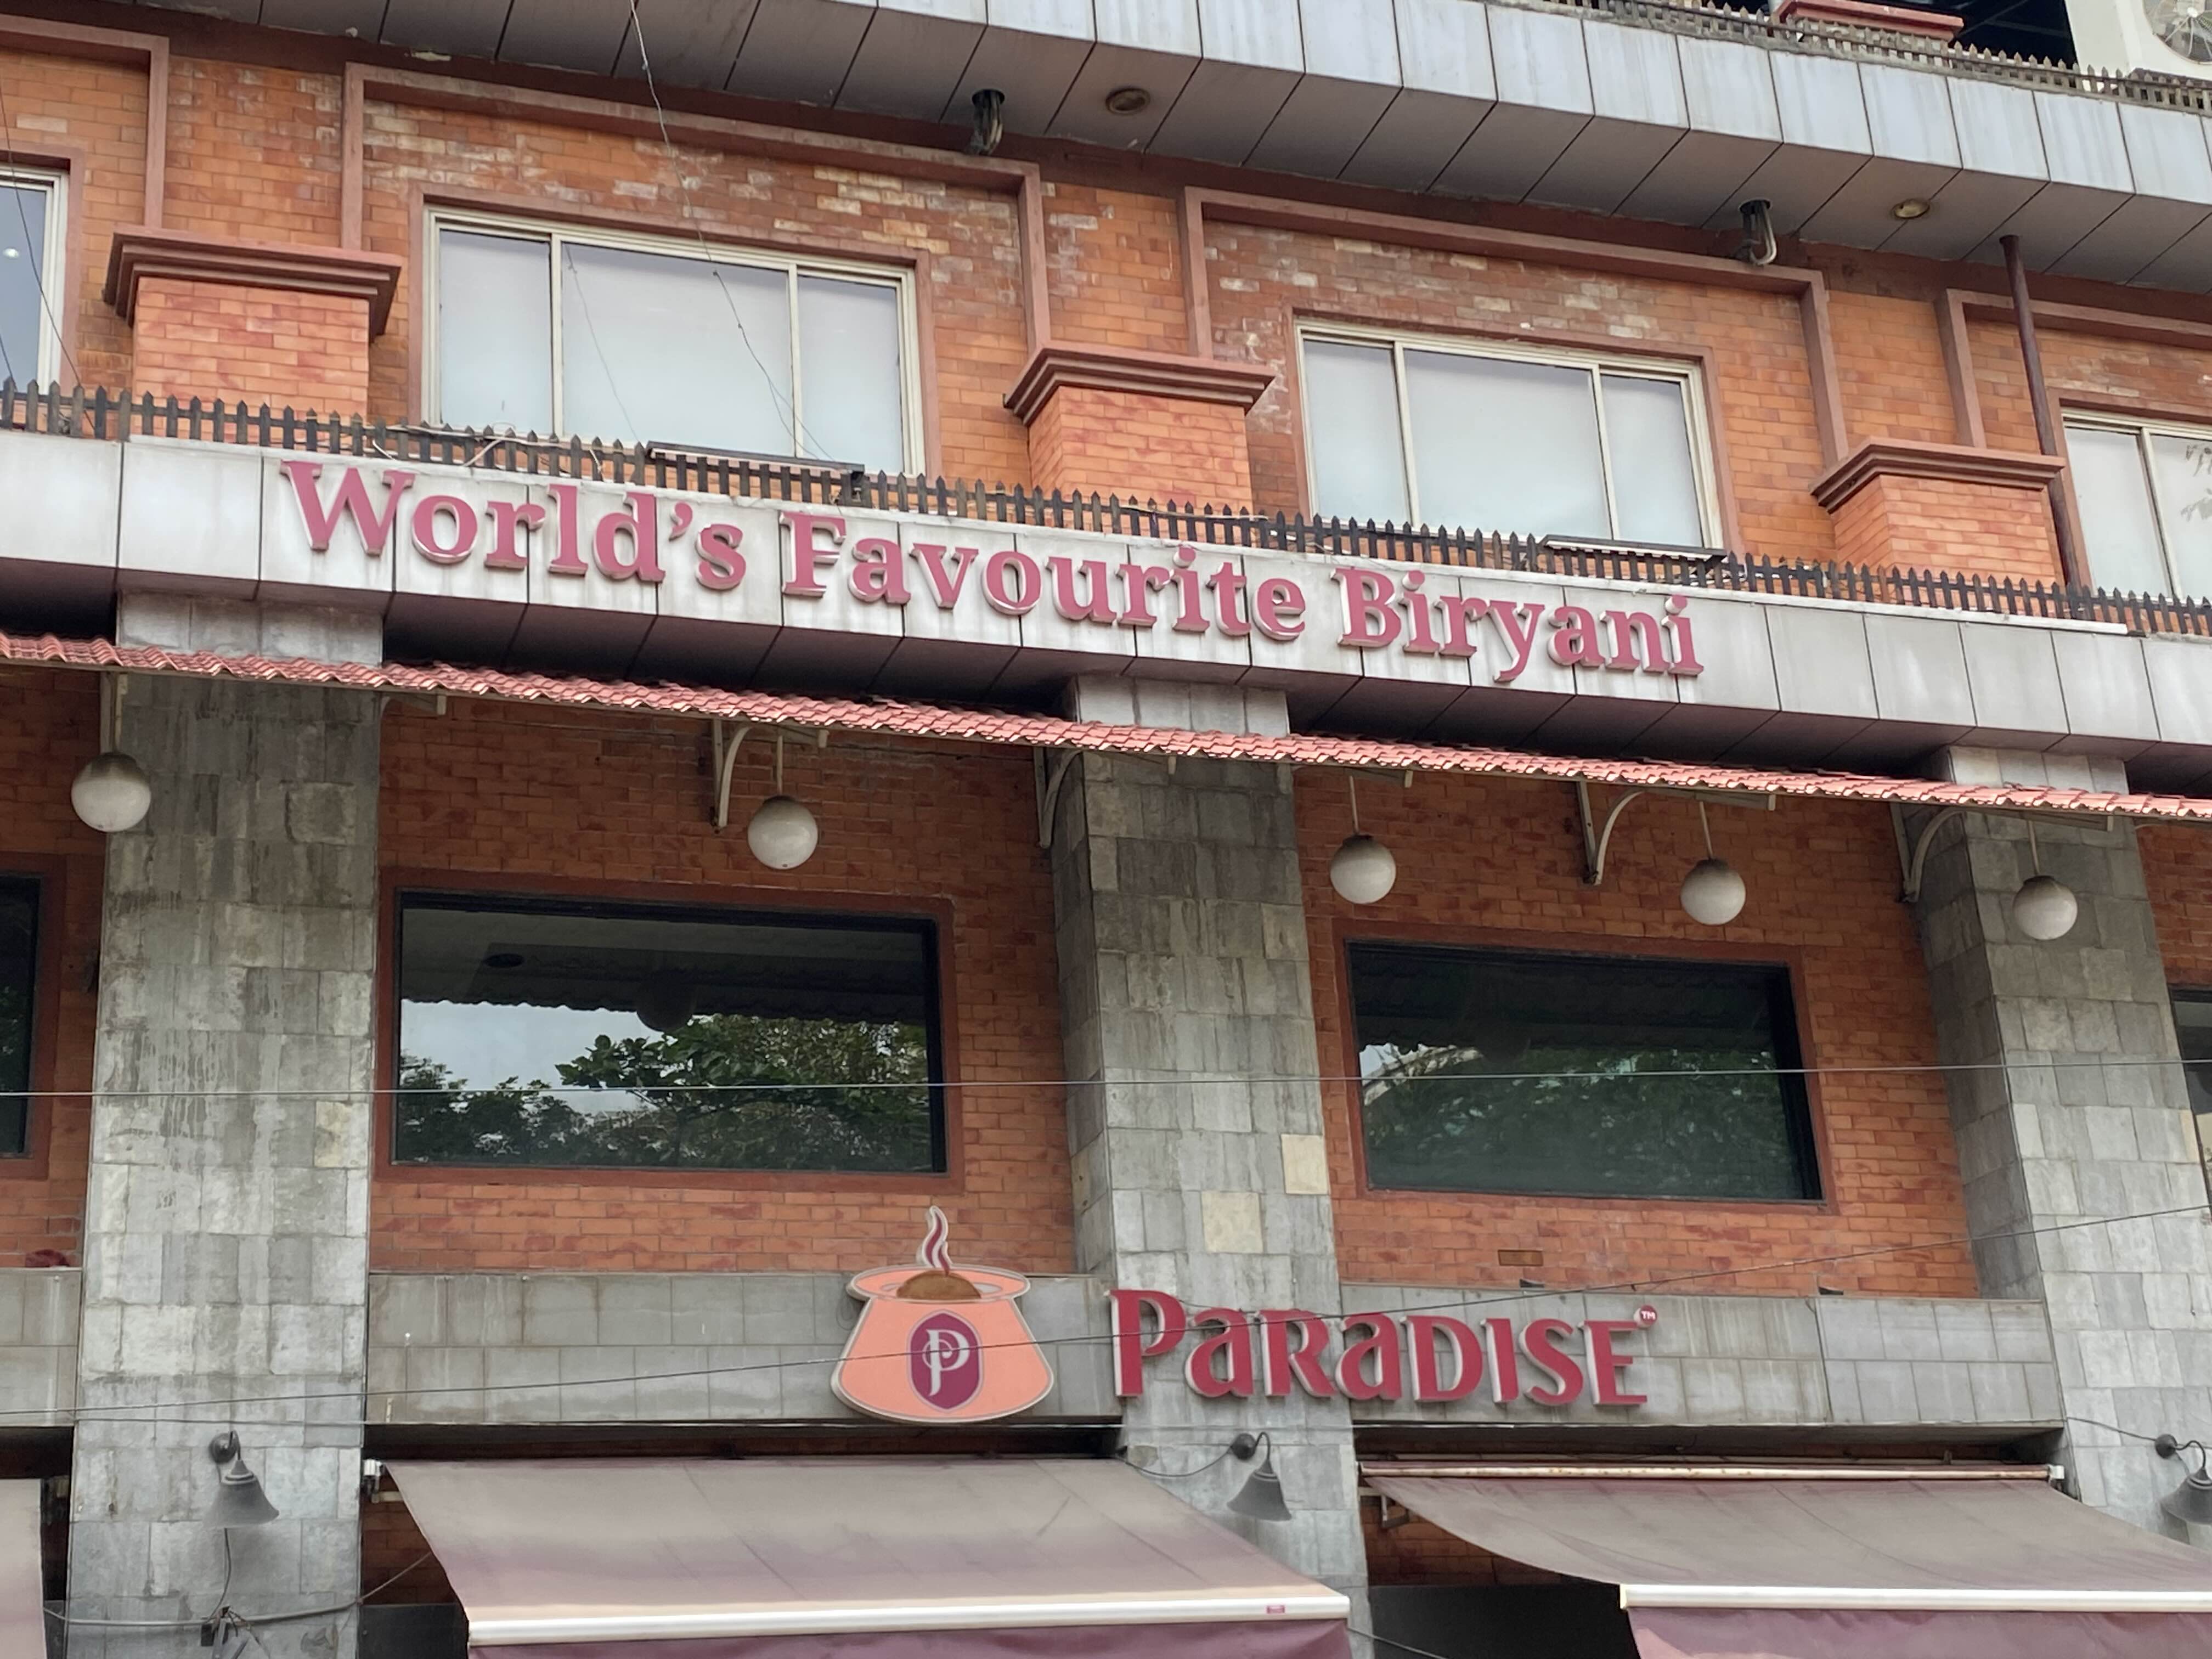 World's Favourite Biryani
P
PaRaDISE™